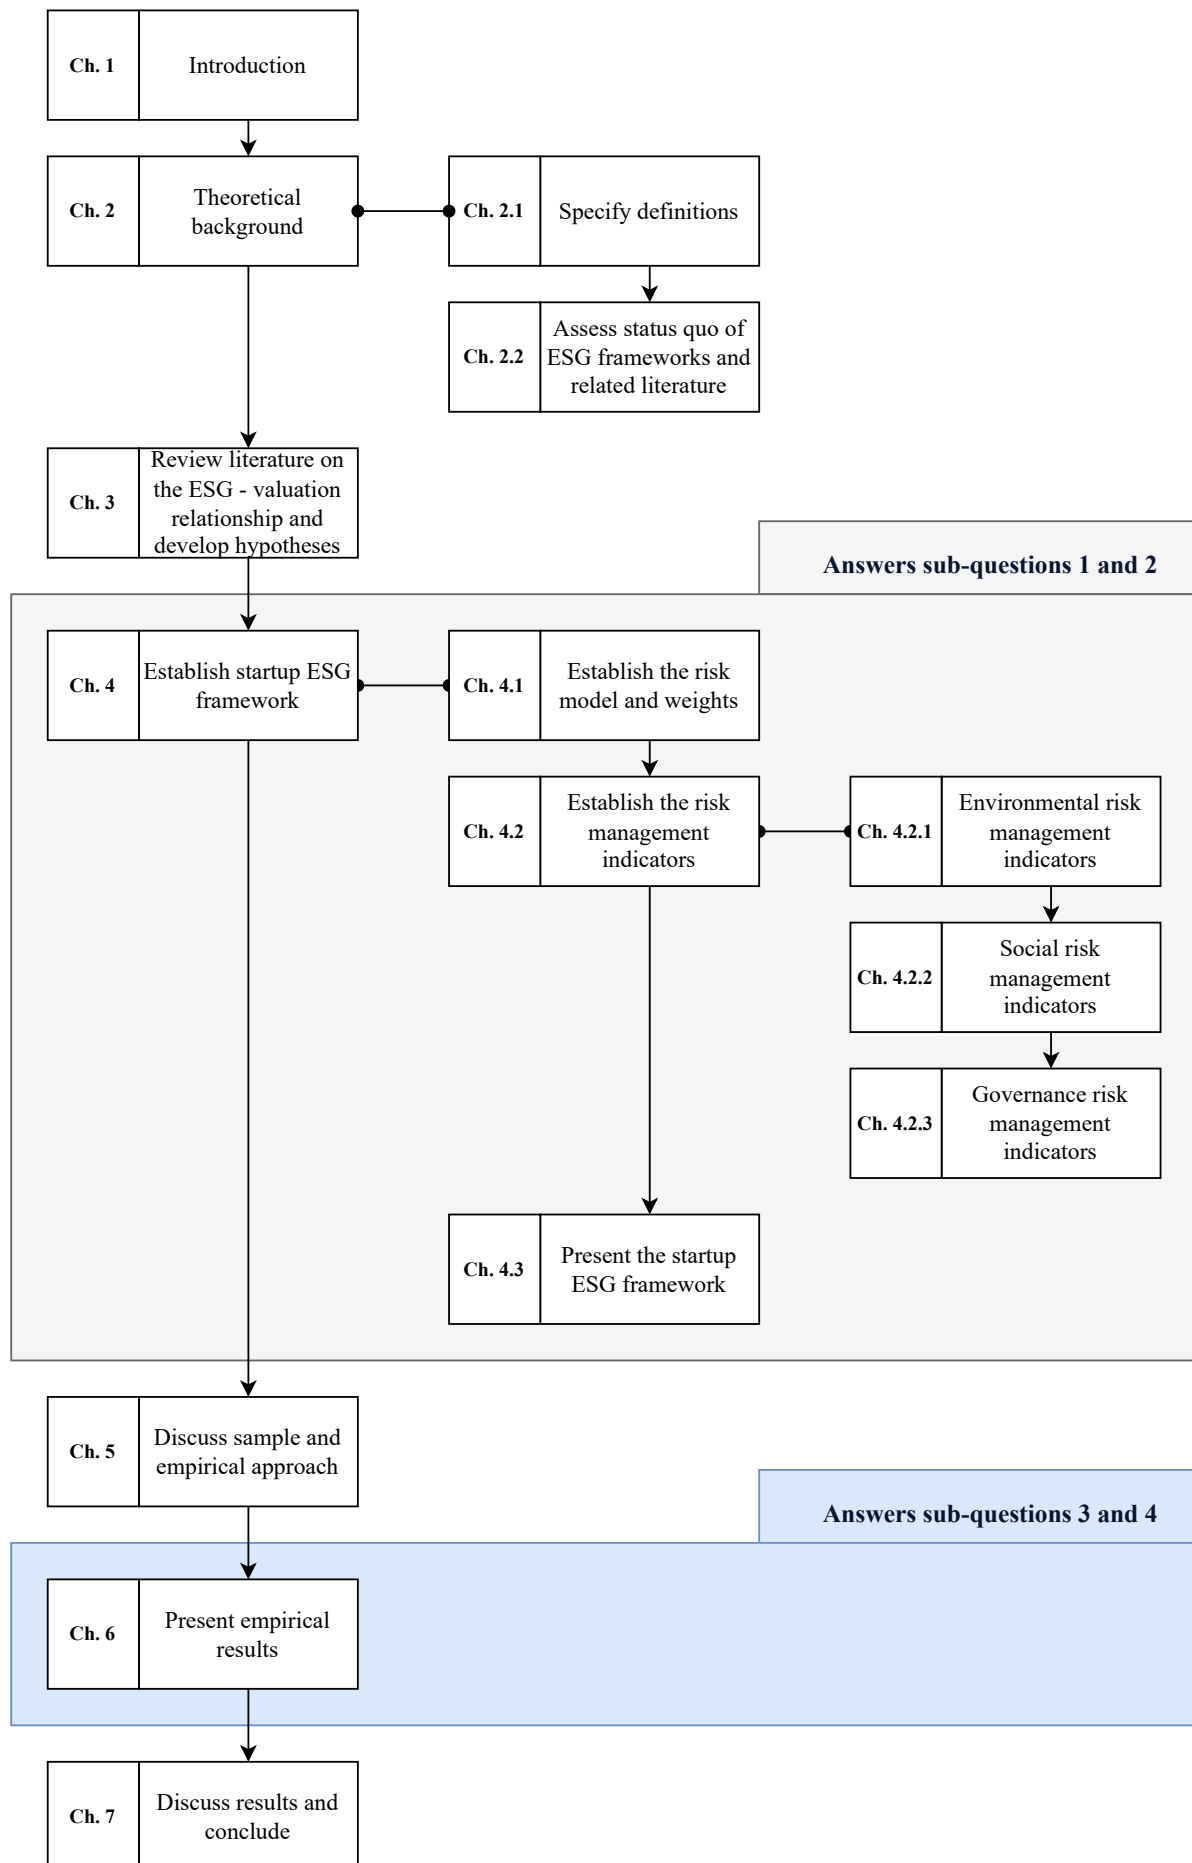 Ch. 1
Introduction
Ch. 2
Theoretical
background
Ch. 2.1
Specify definitions
Ch. 2.2
Assess status quo of
ESG frameworks and
related literature
Ch. 3
Review literature on
the ESG - valuation
relationship and
develop hypotheses
Answers sub-questions 1 and 2
Ch. 4
Establish startup ESG
framework
Ch. 4.1
Establish the risk
model and weights
Ch. 4.2
Establish the risk
management
indicators
Ch. 4.2.1
Environmental risk
management
indicators
Ch. 4.2.2
Social risk
management
indicators
Ch. 4.2.3
Governance risk
management
indicators
Ch. 4.3
Present the startup
ESG framework
Ch. 5
Discuss sample and
empirical approach
Answers sub-questions 3 and 4
Ch. 6
Present empirical
results
Ch. 7
Discuss results and
conclude